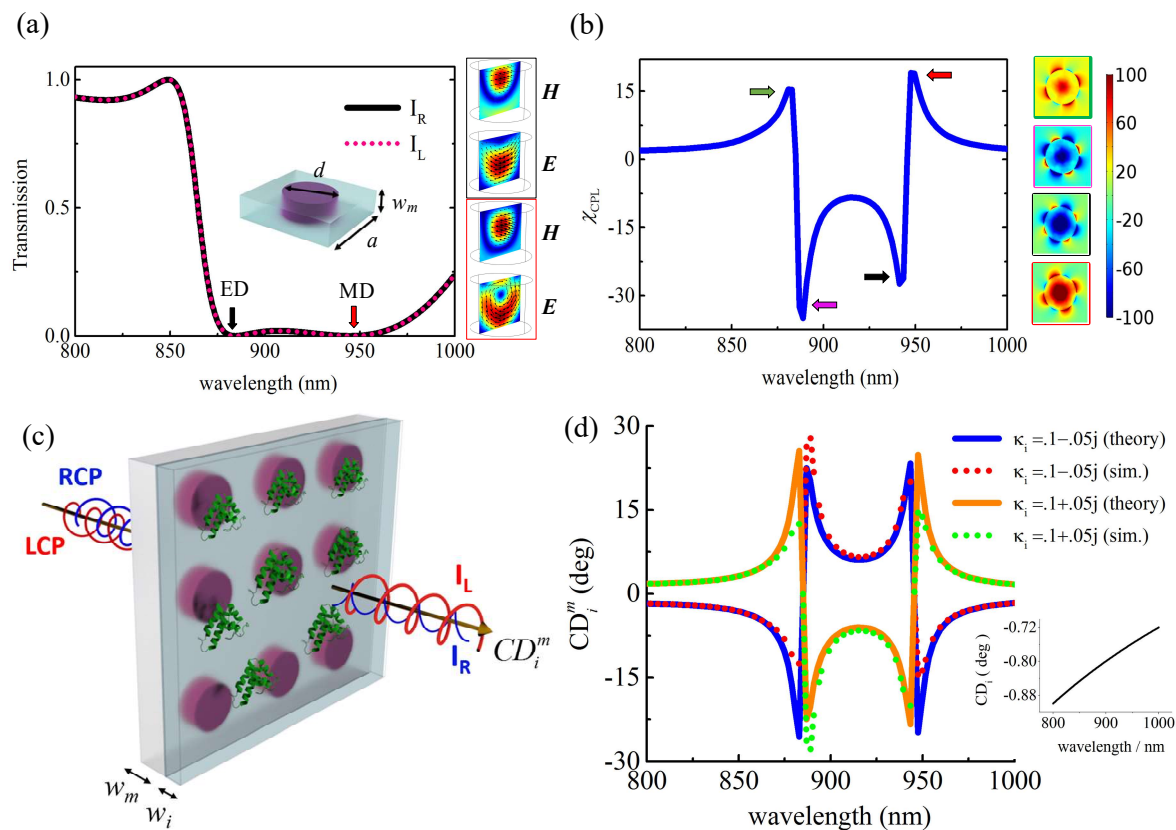 (a)
1.0
0.5
0.0
Transmission
I_R
I_L
d
w_m
a
ED
MD
800
850
900
950
1000
wavelength (nm)
H
E
H
E
(b)
15
0
-15
-30
χ_CPL
800
850
900
950
1000
wavelength (nm)
100
60
20
-20
-60
-100
(c)
RCP
LCP
I_L
I_R
CD_i^m
w_m
w_i
(d)
30
15
0
-15
-30
CD_i^m (deg)
κ_i =.1−.05j (theory)
κ_i =.1−.05j (sim.)
κ_i =.1+.05j (theory)
κ_i =.1+.05j (sim.)
800
850
900
950
1000
wavelength (nm)
-0.72
-0.80
-0.88
CD_i ( deg )
800
900
1000
wavelength / nm